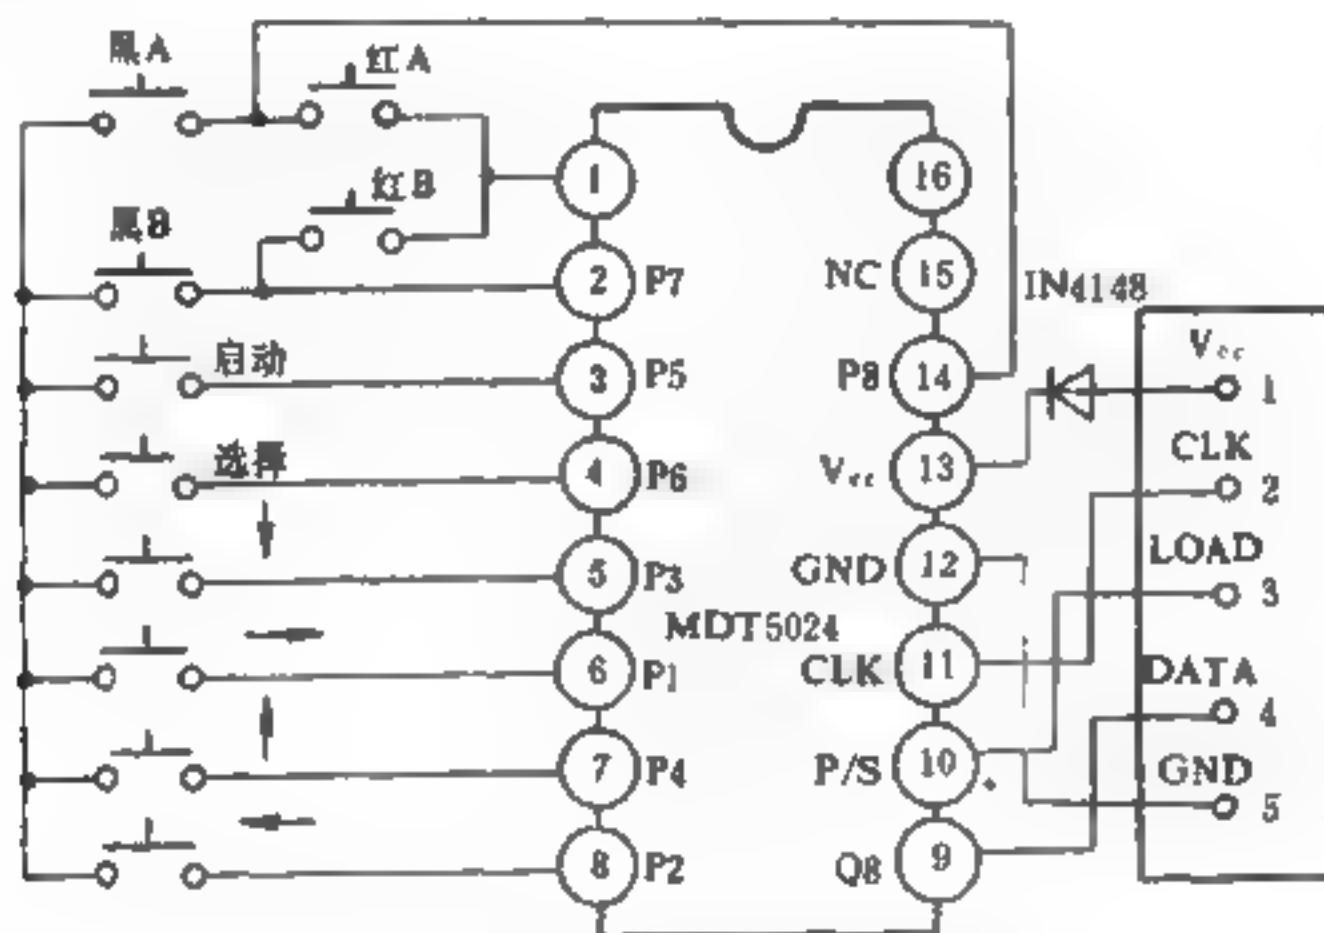 黑A
红A
1
16
红B
黑B
2
P7
NC
15
IN4148
启动
3
P5
P8
14
Vcc
1
选择
4
P6
Vcc
13
CLK
2
5
P3
GND
12
LOAD
3
MDT5024
6
P1
CLK
11
DATA
4
7
P4
P/S
10
GND
5
8
P2
Q8
9